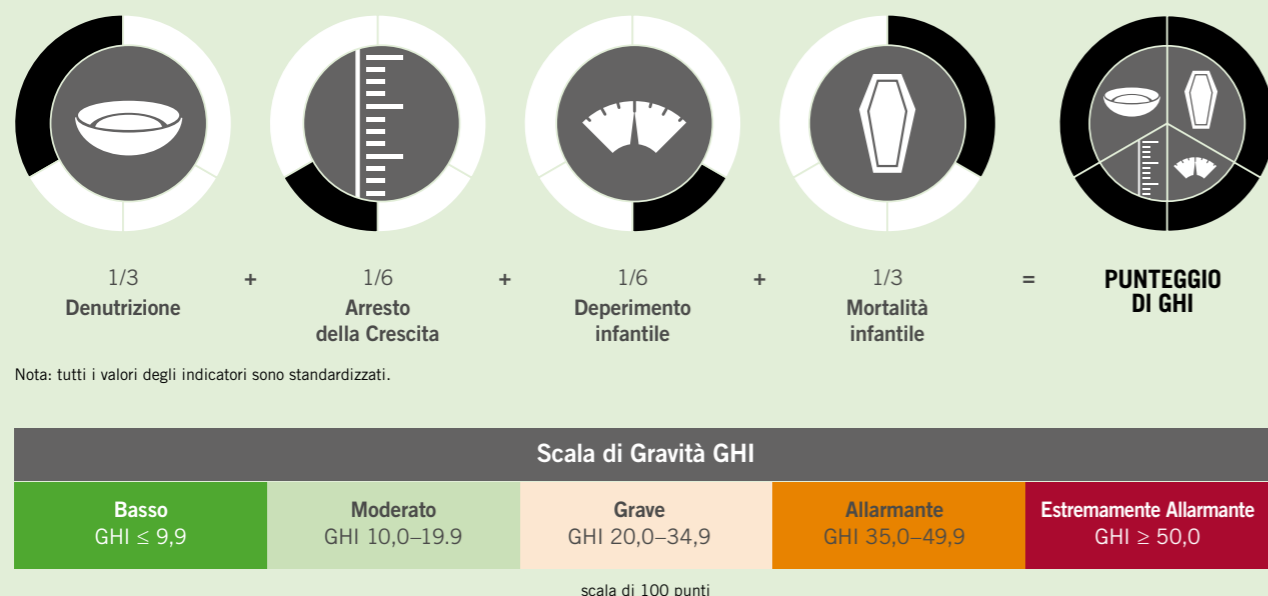 1/3
+
1/6
+
1/6
+
1/3
=
PUNTEGGIO
DI GHI
Denutrizione
Arresto
della Crescita
Deperimento
infantile
Mortalità
infantile
Nota: tutti i valori degli indicatori sono standardizzati.
Scala di Gravità GHI
Basso
GHI ≤ 9,9
Moderato
GHI 10,0–19.9
Grave
GHI 20,0–34,9
Allarmante
GHI 35,0–49,9
Estremamente Allarmante
GHI ≥ 50,0
scala di 100 punti